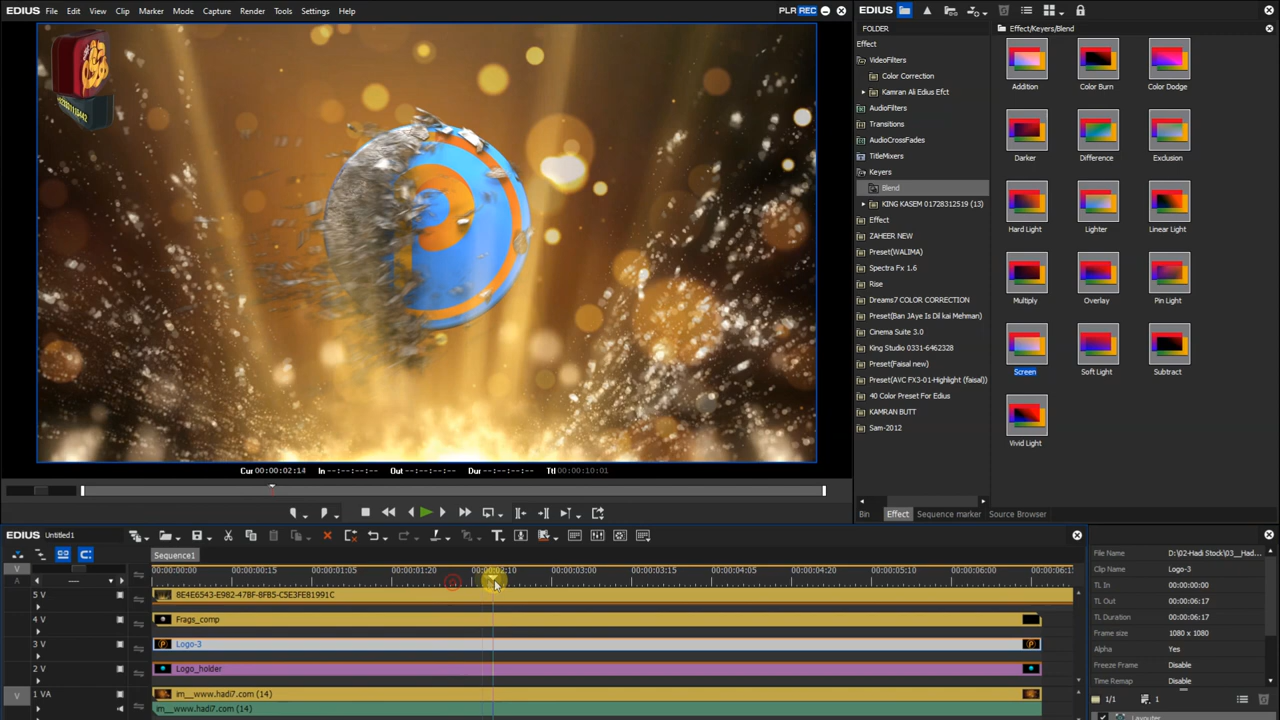 EDIUS File Edit View Clip Marker Mode Capture Render Tools Settings Help PLR REC
Cur 00:00:02:14 In --:--:--:-- Out --:--:--:-- Dur --:--:--:-- Ttl 00:00:10:01
EDIUS
FOLDER
Effect
VideoFilters
Color Correction
Kamran Ali Edius Efct
AudioFilters
Transitions
AudioCrossFades
TitleMixers
Keyers
Blend
KING KASEM 01728312519 (13)
Effect
ZAHEER NEW
Preset(WALIMA)
Spectra Fx 1.6
Rise
Dreams7 COLOR CORRECTION
Preset(Ban JAye Is Dil kai Mehman)
Cinema Suite 3.0
King Studio 0331-6462328
Preset(Faisal new)
Preset(AVC FX3-01-Highlight (faisal))
40 Color Preset For Edius
KAMRAN BUTT
Sam-2012
Effect/Keyers/Blend
Addition Color Burn Color Dodge
Darker Difference Exclusion
Hard Light Lighter Linear Light
Multiply Overlay Pin Light
Screen Soft Light Subtract
Vivid Light
Bin Effect Sequence marker Source Browser
EDIUS Untitled1
Sequence1
V
A
00:00:00:00 00:00:00:15 00:00:01:05 00:00:01:20 00:00:02:10 00:00:03:00 00:00:03:15 00:00:04:05 00:00:04:20 00:00:05:10 00:00:06:00
5 V 8E4E6543-E982-47BF-8FB5-C5E3FE81991C
4 V Frags_comp
3 V Logo-3
2 V Logo_holder
V 1 VA im__www.hadi7.com (14)
im__www.hadi7.com (14)
File Name D:\02-Hadi Stock\03__Had...
Clip Name Logo-3
TL In 00:00:00:00
TL Out 00:00:06:17
TL Duration 00:00:06:17
Frame size 1080 x 1080
Alpha Yes
Freeze Frame Disable
Time Remap Disable
1/1 1
Layouter